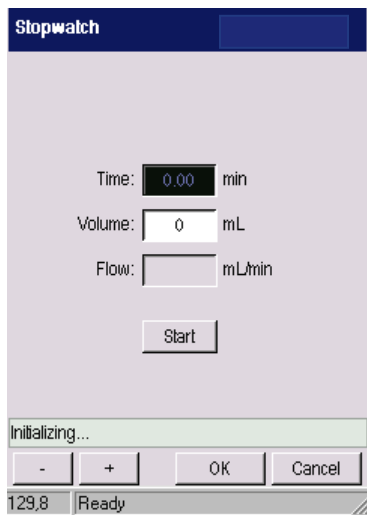 Stopwatch
Time: 0.00 min
Volume: 0 mL
Flow: mL/min
Start
Initializing...
- + OK Cancel
129,8 Ready